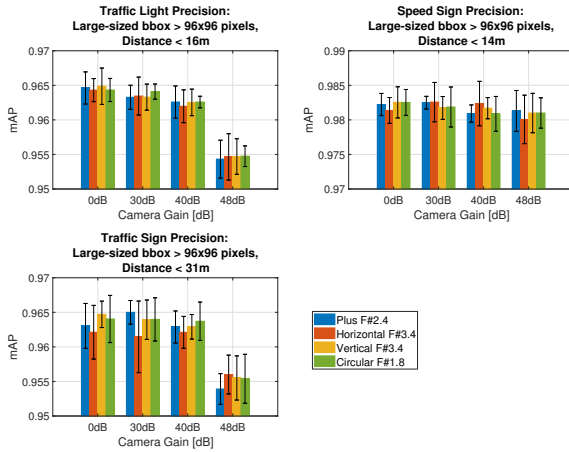 Traffic Light Precision:
Large-sized bbox > 96x96 pixels,
Distance < 16m
0.97
0.965
0.96
0.955
0.95
mAP
0dB
30dB
40dB
48dB
Camera Gain [dB]
Speed Sign Precision:
Large-sized bbox > 96x96 pixels,
Distance < 14m
0.99
0.985
0.98
0.975
0.97
mAP
0dB
30dB
40dB
48dB
Camera Gain [dB]
Traffic Sign Precision:
Large-sized bbox > 96x96 pixels,
Distance < 31m
0.97
0.965
0.96
0.955
0.95
mAP
0dB
30dB
40dB
48dB
Camera Gain [dB]
Plus F#2.4
Horizontal F#3.4
Vertical F#3.4
Circular F#1.8